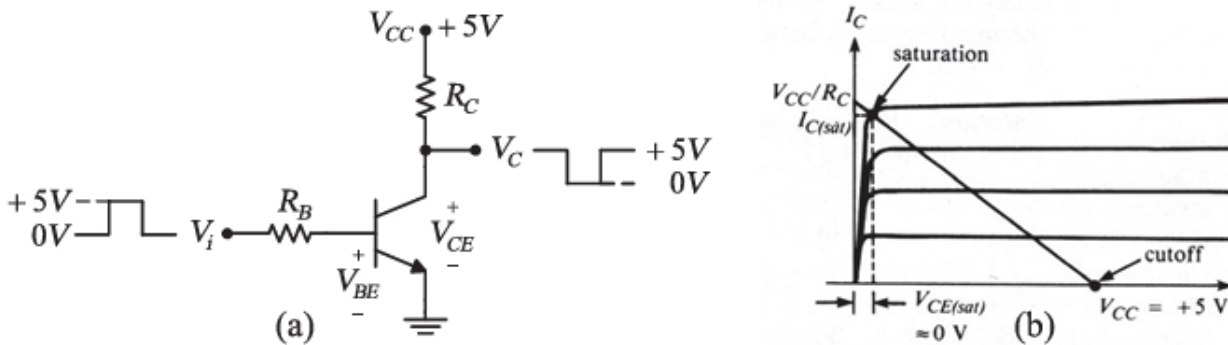 V_CC + 5V
R_C
V_C
+ 5V
0V
+ 5V
0V
V_i
R_B
+
V_CE
-
+
V_BE
-
(a)
I_C
saturation
V_CC/R_C
I_C(sat)
cutoff
V_CE(sat)
≈0 V
(b)
V_CC = +5 V